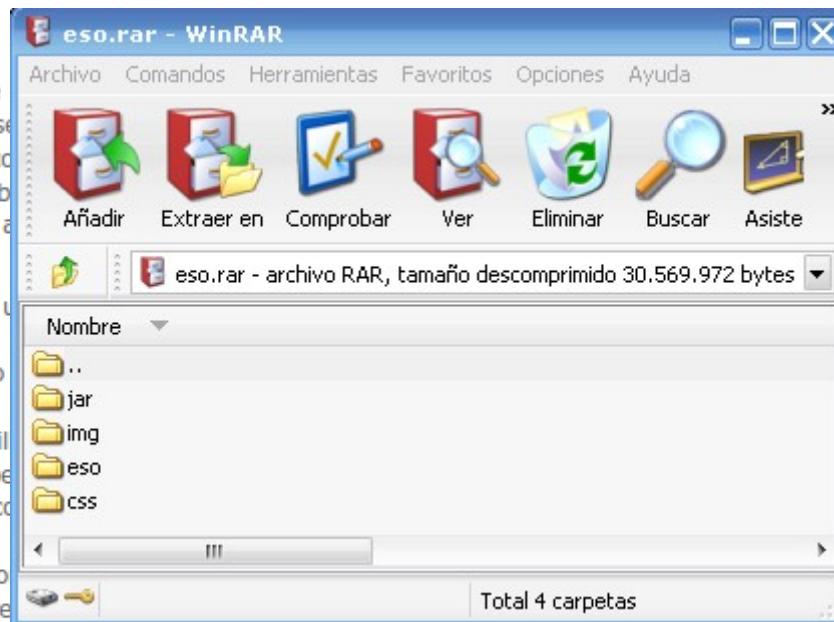 eso.rar - WinRAR
Archivo Comandos Herramientas Favoritos Opciones Ayuda
Añadir Extraer en Comprobar Ver Eliminar Buscar Asiste
eso.rar - archivo RAR, tamaño descomprimido 30.569.972 bytes
Nombre
..
jar
img
eso
css
Total 4 carpetas